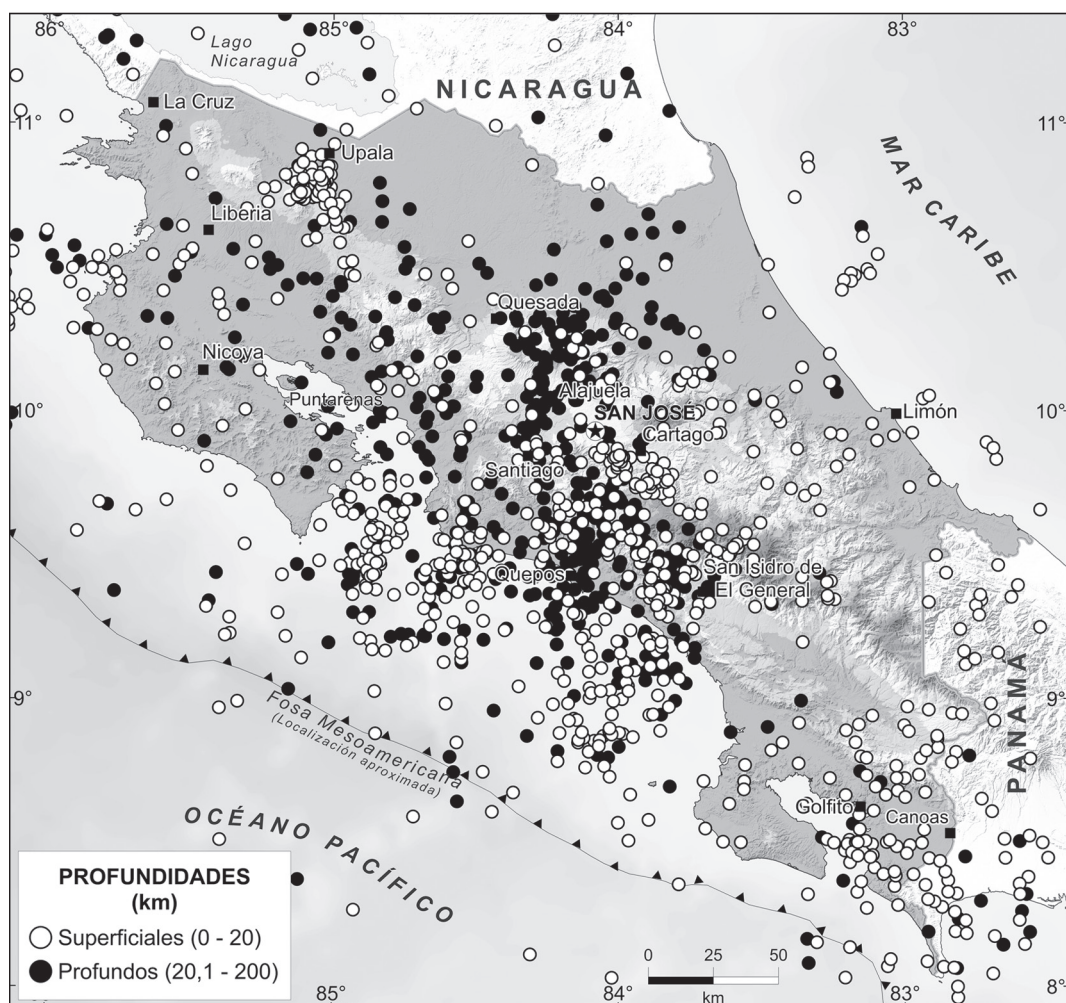 86°
85°
84°
83°
Lago
Nicaragua
NICARAGUA
La Cruz
11°
11°
Upala
MAR CARIBE
Liberia
Quesada
Nicoya
Alajuela
Puntarenas
10°
SAN JOSÉ
10°
Limón
Cartago
Santiago
San Isidro de
El General
Quepos
9°
9°
Fosa Mesoamericana
(Localización aproximada)
PANAMÁ
OCÉANO PACÍFICO
Golfito
Canoas
PROFUNDIDADES
(km)
Superficiales (0 - 20)
Profundos (20,1 - 200)
0 25 50
km
85°
84°
83°
8°